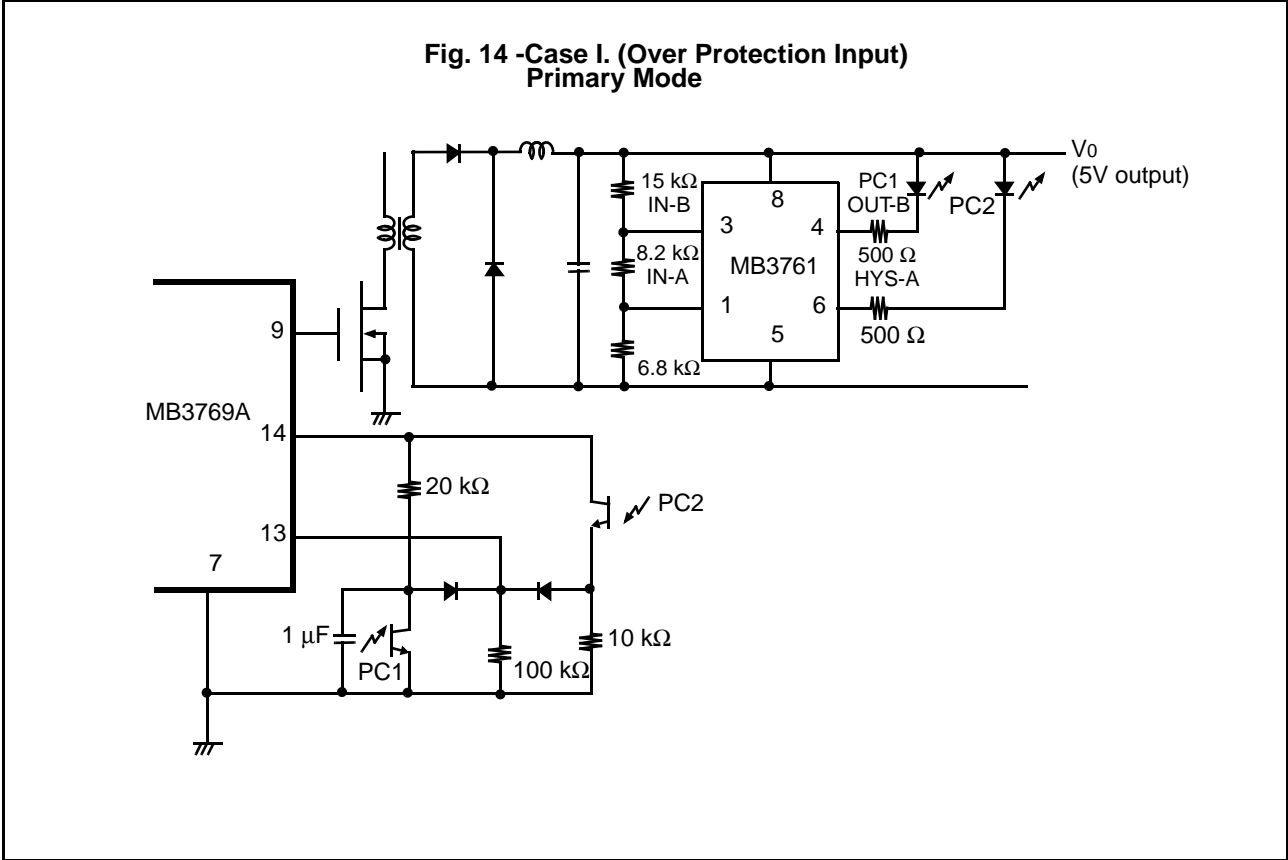 Fig. 14 -Case I. (Over Protection Input)
Primary Mode
V0
(5V output)
15 kΩ
IN-B
8.2 kΩ
IN-A
6.8 kΩ
8
3
4
MB3761
1
6
5
PC1
OUT-B
PC2
500 Ω
HYS-A
500 Ω
9
MB3769A
14
20 kΩ
PC2
13
7
1 μF
PC1
100 kΩ
10 kΩ